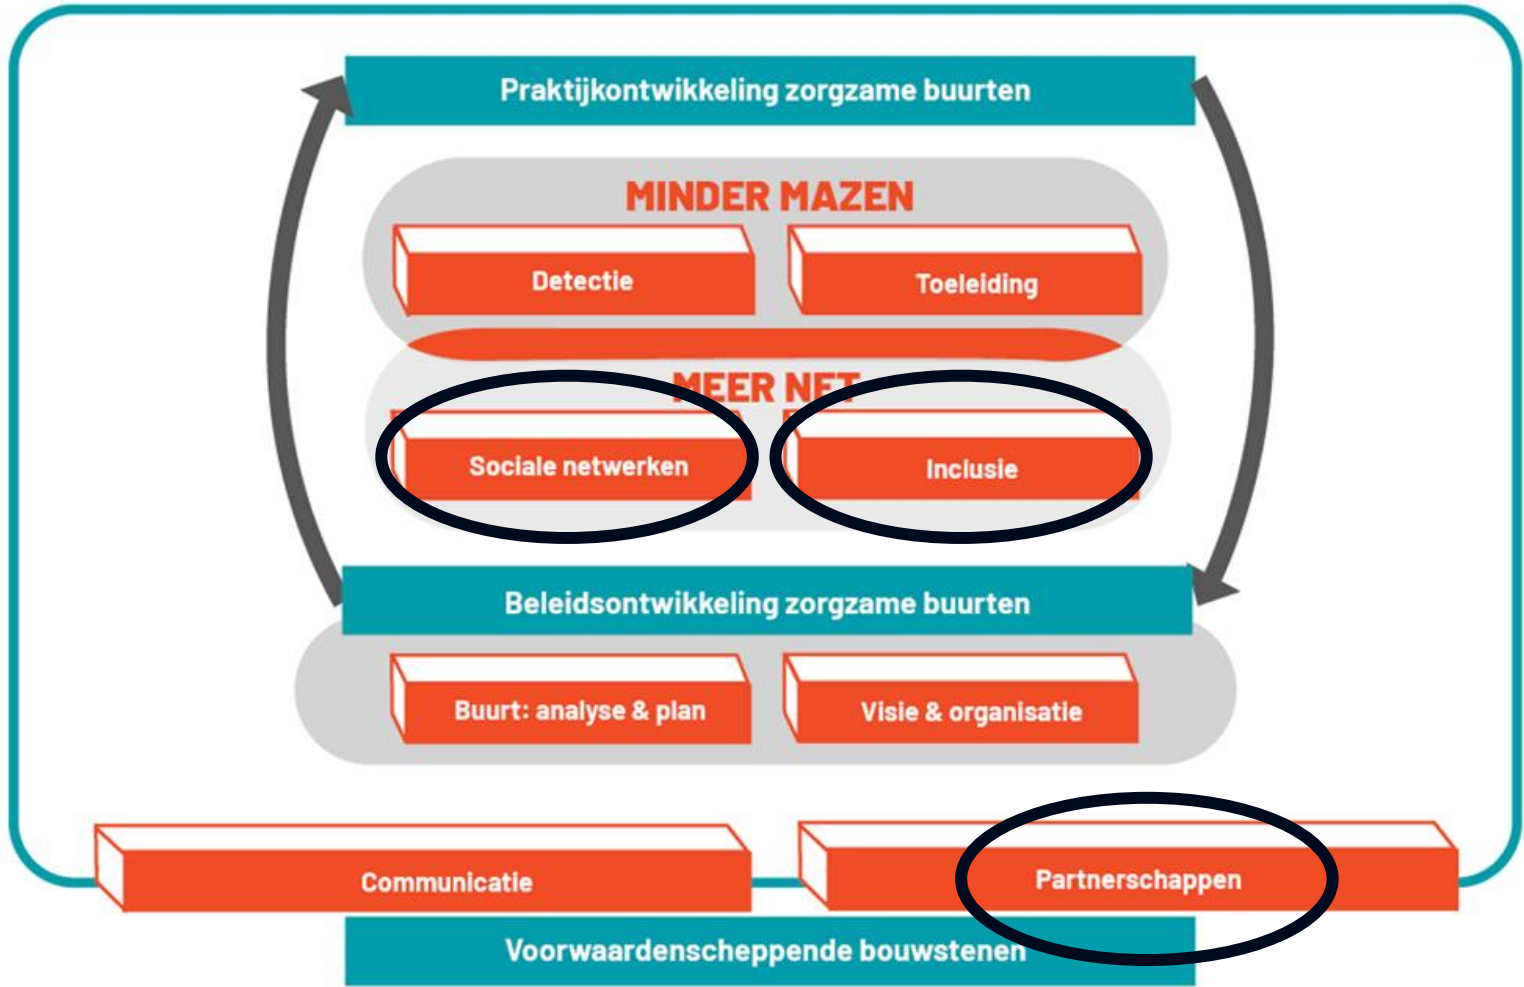 Praktijkontwikkeling zorgzame buurten
MINDER MAZEN
Detectie
Toeleiding
MEER NET
Sociale netwerken
Inclusie
Beleidsontwikkeling zorgzame buurten
Buurt: analyse & plan
Visie & organisatie
Communicatie
Partnerschappen
Voorwaardenscheppende bouwstenen